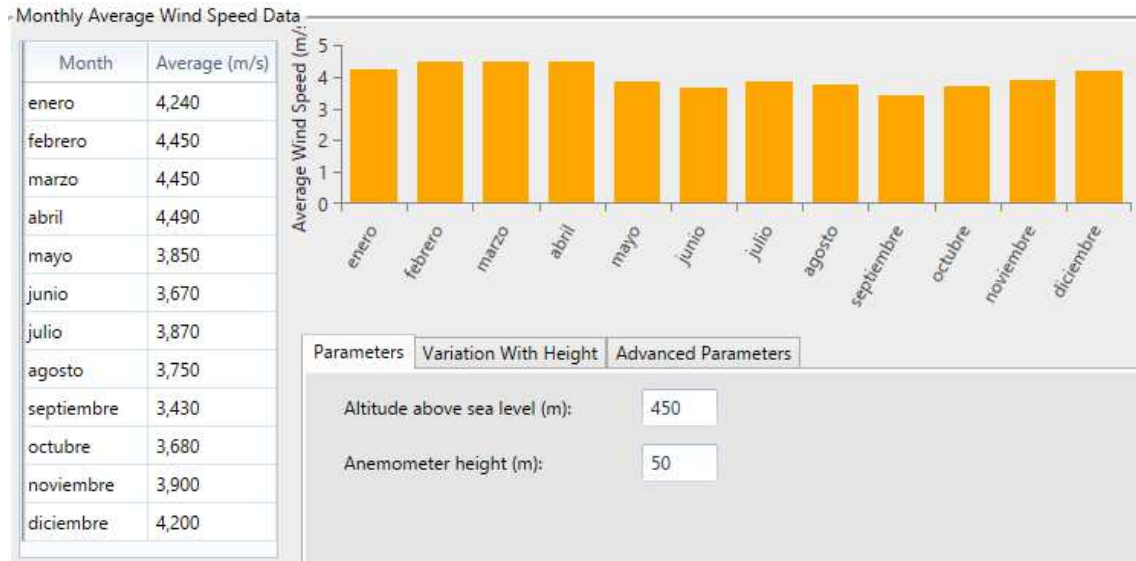 Monthly Average Wind Speed Data
Month Average (m/s)
enero 4,240
febrero 4,450
marzo 4,450
abril 4,490
mayo 3,850
junio 3,670
julio 3,870
agosto 3,750
septiembre 3,430
octubre 3,680
noviembre 3,900
diciembre 4,200
Average Wind Speed (m/s
5
4
3
2
1
0
enero
febrero
marzo
abril
mayo
junio
julio
agosto
septiembre
octubre
noviembre
diciembre
Parameters Variation With Height Advanced Parameters
Altitude above sea level (m): 450
Anemometer height (m): 50